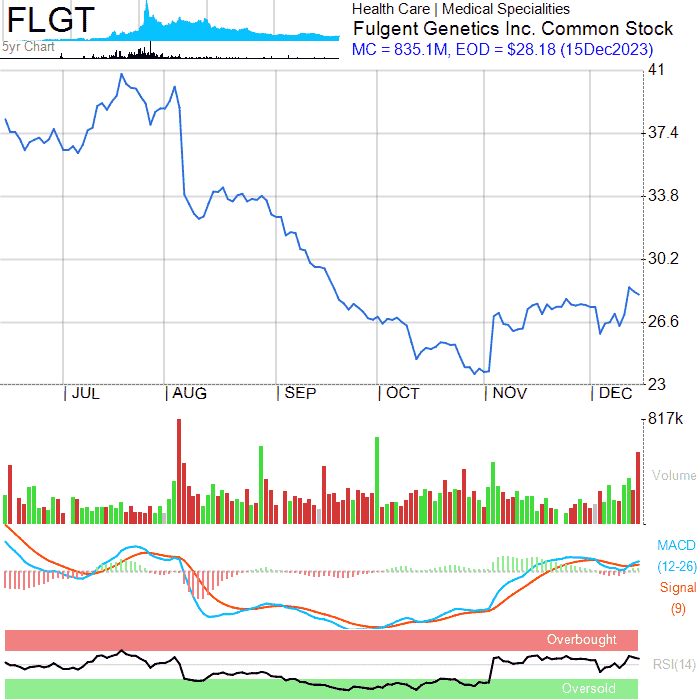 FLGT
5yr Chart
Health Care | Medical Specialities
Fulgent Genetics Inc. Common Stock
MC = 835.1M, EOD = $28.18 (15Dec2023)
41
37.4
33.8
30.2
26.6
23
JUL AUG SEP OCT NOV DEC
817k
Volume
MACD
(12-26)
Signal
(9)
Overbought
RSI(14)
Oversold